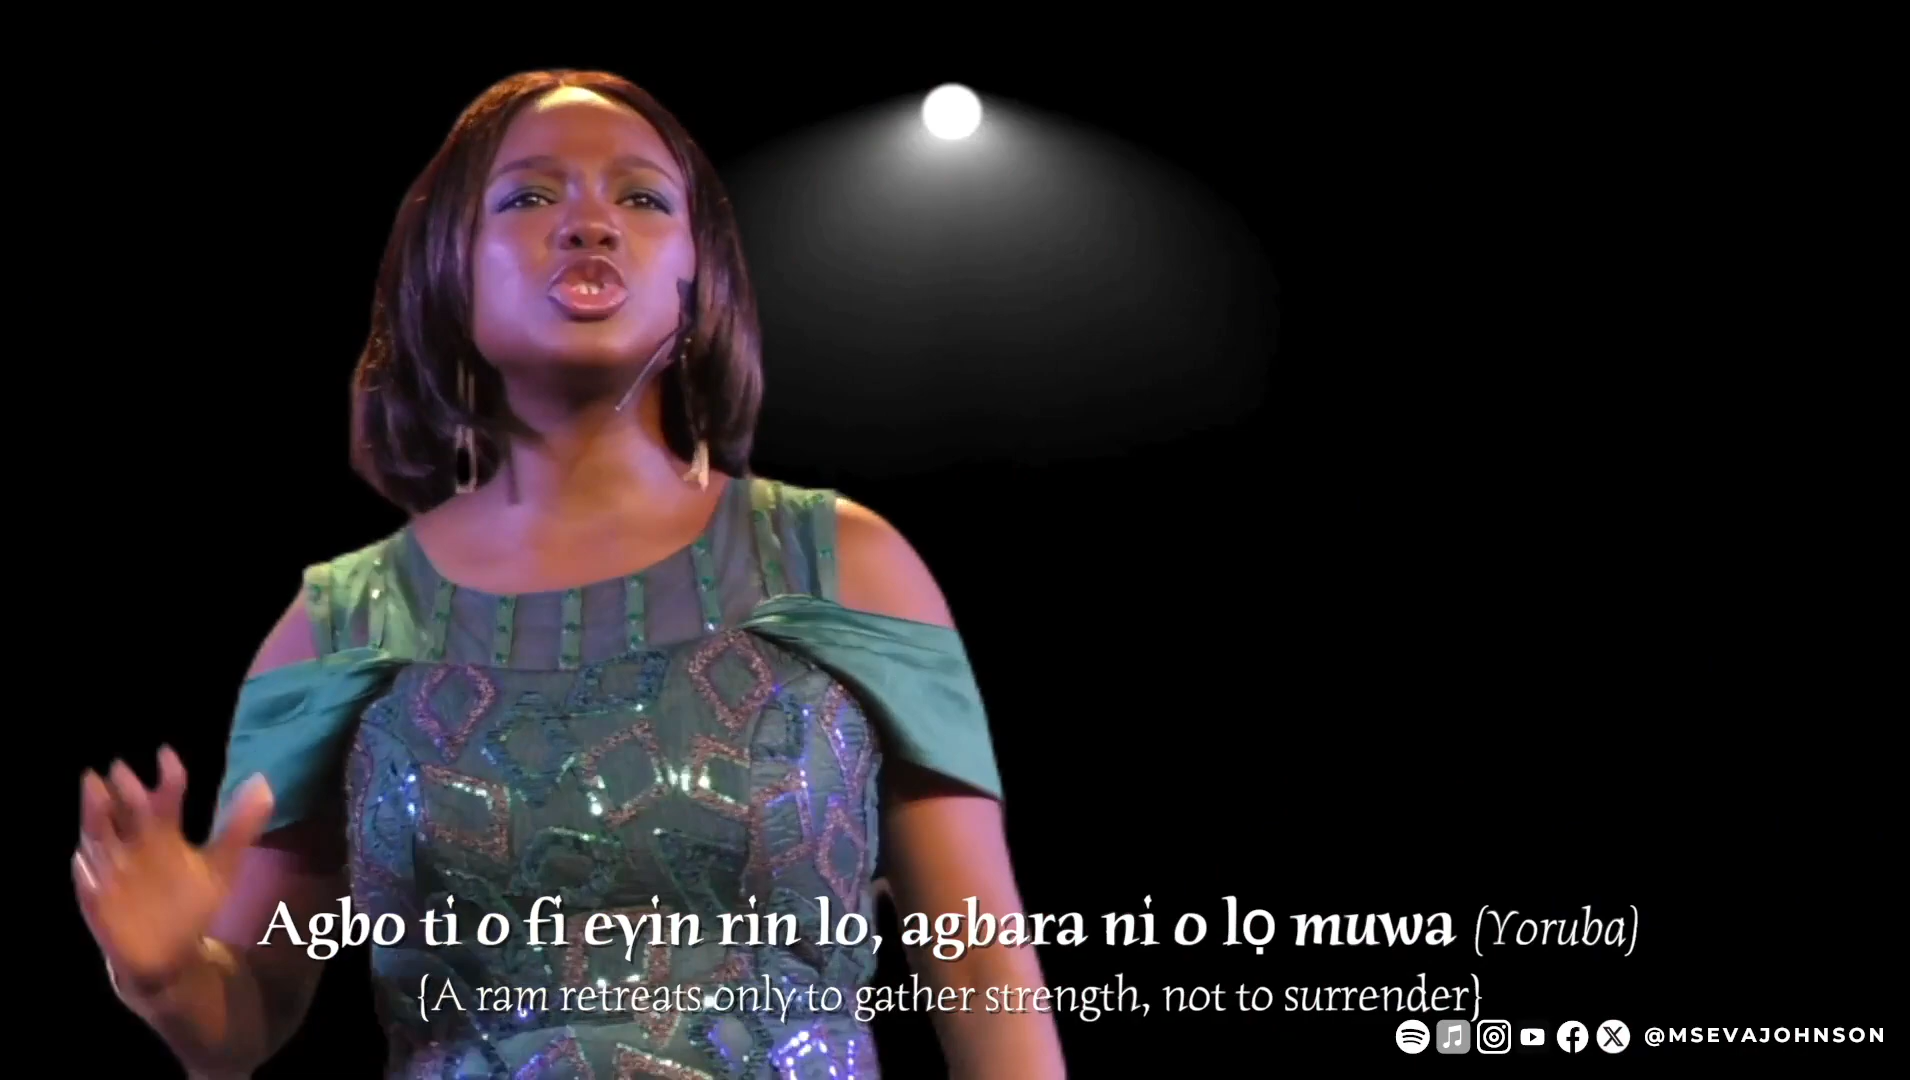 Agbo ti o fi eyin rin lo, agbara ni o lọ muwa (Yoruba)
{A ram retreats only to gather strength, not to surrender}
@MSEVAJOHNSON